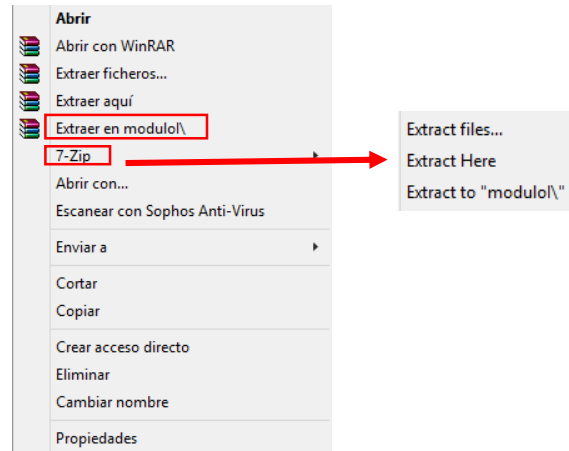 Abrir
Abrir con WinRAR
Extraer ficheros...
Extraer aquí
Extraer en modulol\
7-Zip
Abrir con...
Escanear con Sophos Anti-Virus
Enviar a
Cortar
Copiar
Crear acceso directo
Eliminar
Cambiar nombre
Propiedades
Extract files...
Extract Here
Extract to "modulol\"